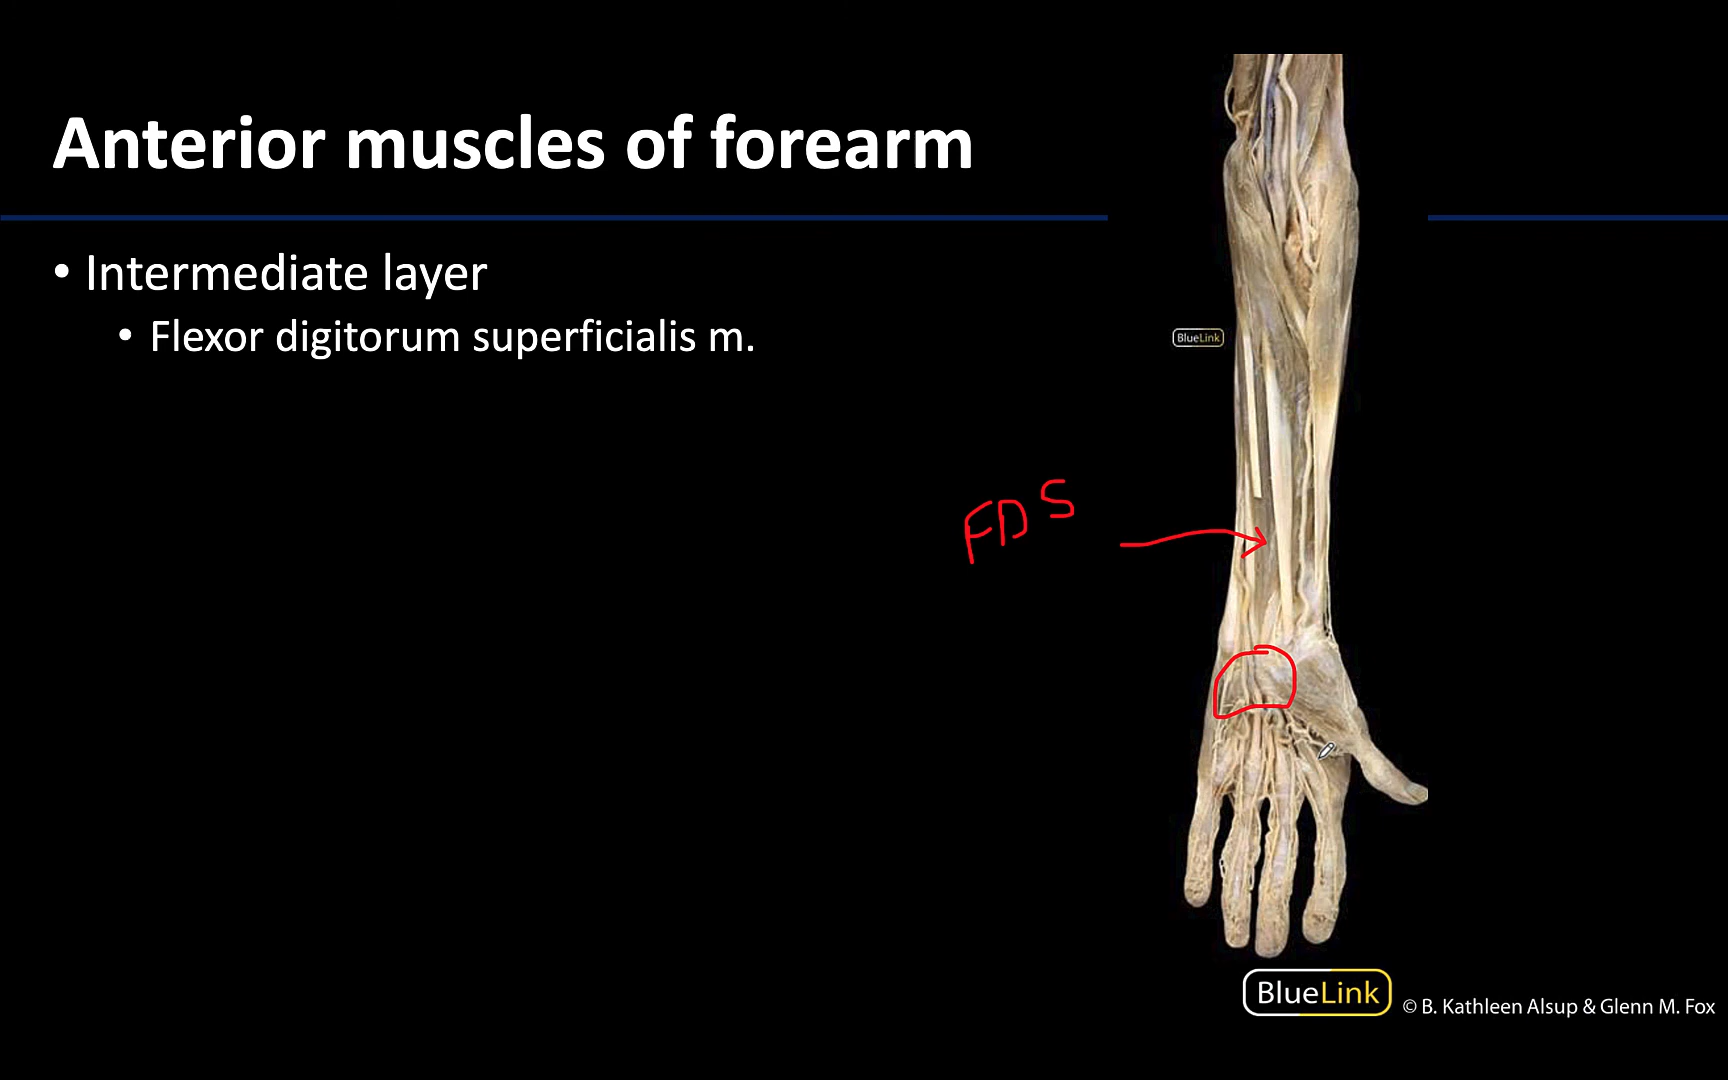 Anterior muscles of forearm
• Intermediate layer
• Flexor digitorum superficialis m.
BlueLink
FDS
BlueLink
© B. Kathleen Alsup & Glenn M. Fox